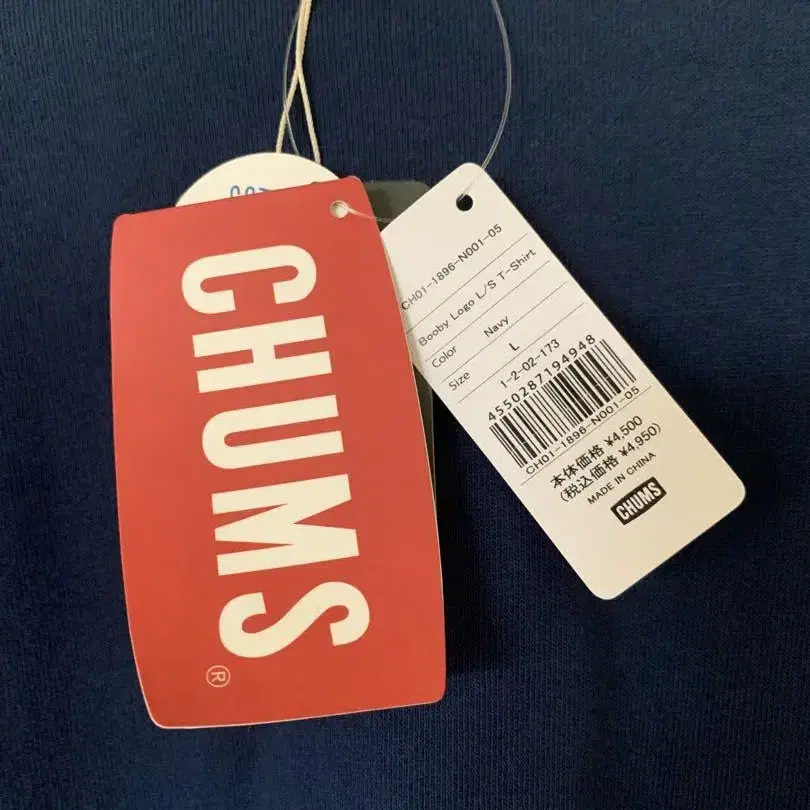 CHUMS
®
CH01-1896-N001-05
Booby Logo L/S T-Shirt
Color Navy
Size L
1-2-02-173
4550287194948
CH01-1896-N001-05
本体価格 ¥4,500
(税込価格 ¥4,950)
MADE IN CHINA
CHUMS